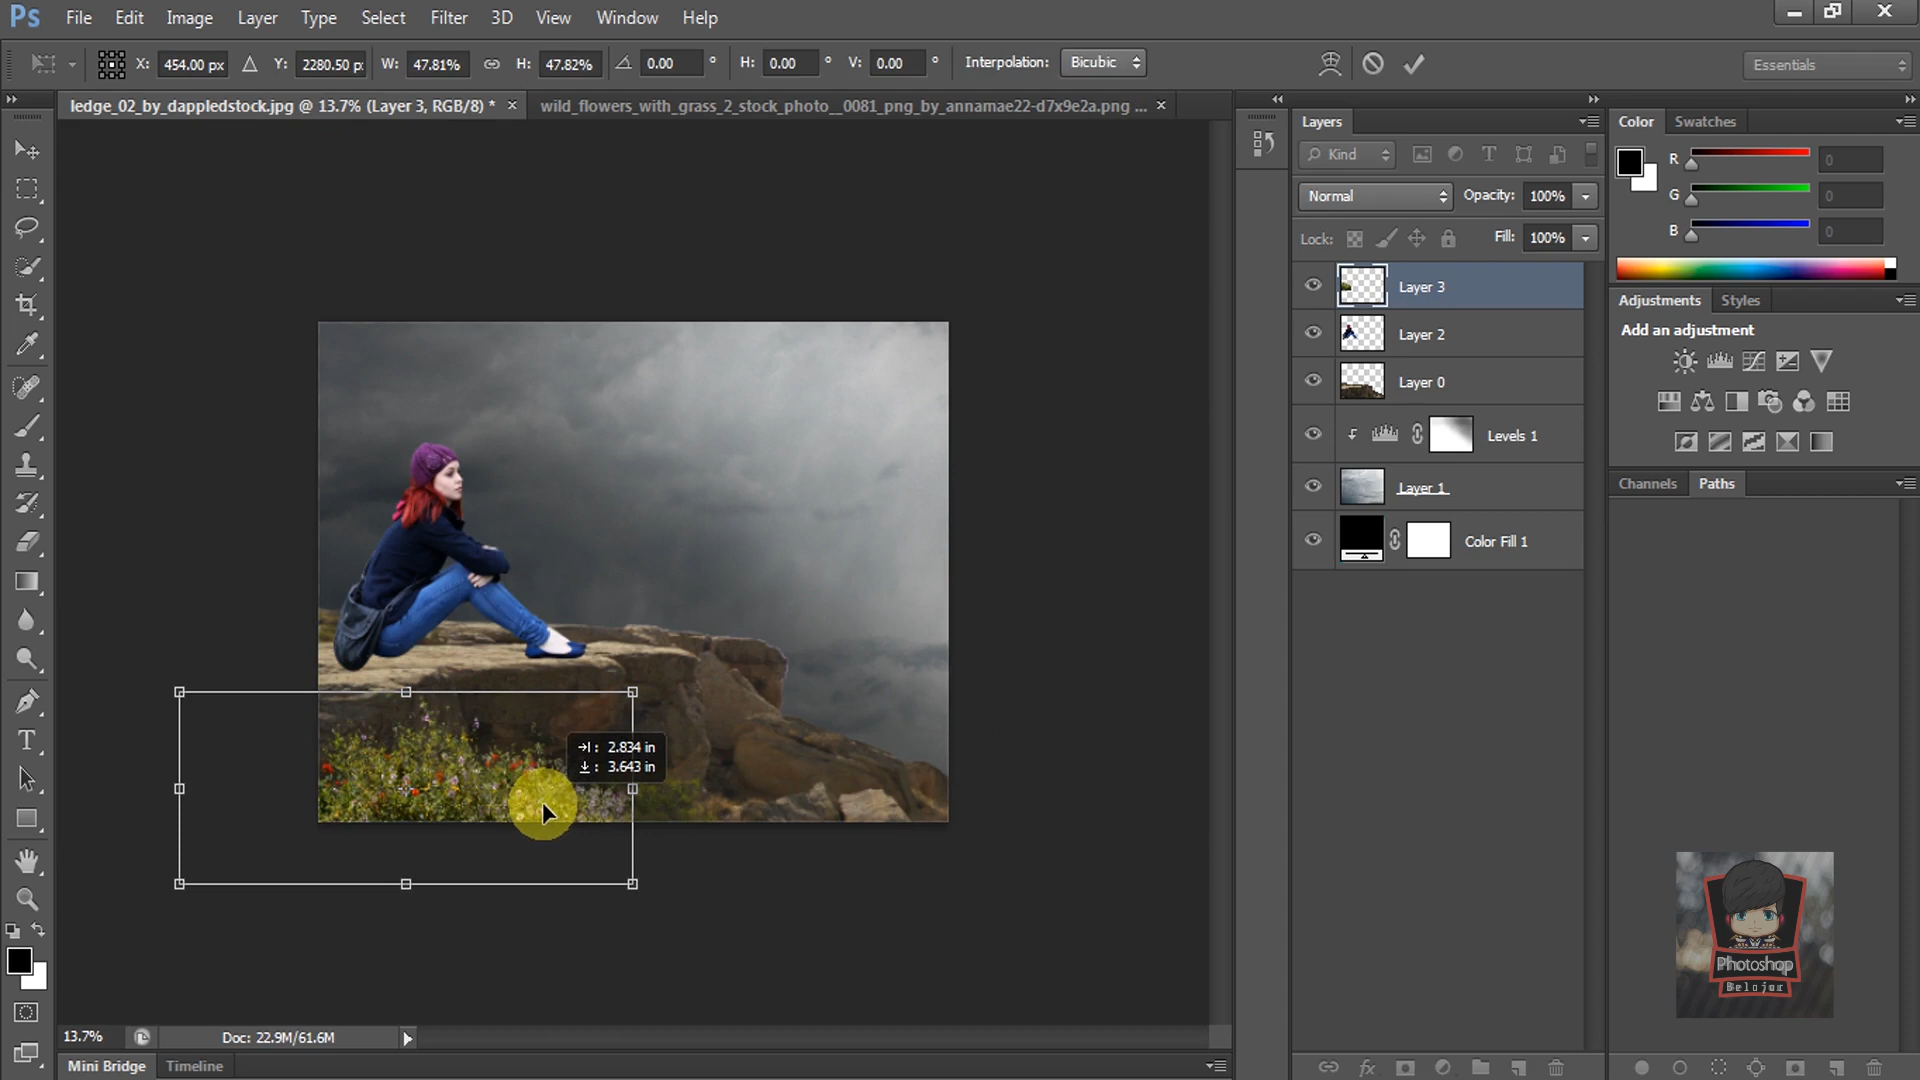 Ps File Edit Image Layer Type Select Filter 3D View Window Help
X: 454.00 px Y: 2280.50 p W: 47.81% H: 47.82% 0.00 ° H: 0.00 ° V: 0.00 ° Interpolation: Bicubic Essentials
ledge_02_by_dappledstock.jpg @ 13.7% (Layer 3, RGB/8) * × wild_flowers_with_grass_2_stock_photo__0081_png_by_annamae22-d7x9e2a.png ... ×
Layers
Kind
Normal Opacity: 100%
Lock: Fill: 100%
Layer 3
Layer 2
Layer 0
Levels 1
Layer 1
Color Fill 1
Color Swatches
R 0
G 0
B 0
Adjustments Styles
Add an adjustment
Channels Paths
→|: 2.834 in
↓: 3.643 in
Photoshop
Belajar
13.7% Doc: 22.9M/61.6M
Mini Bridge Timeline